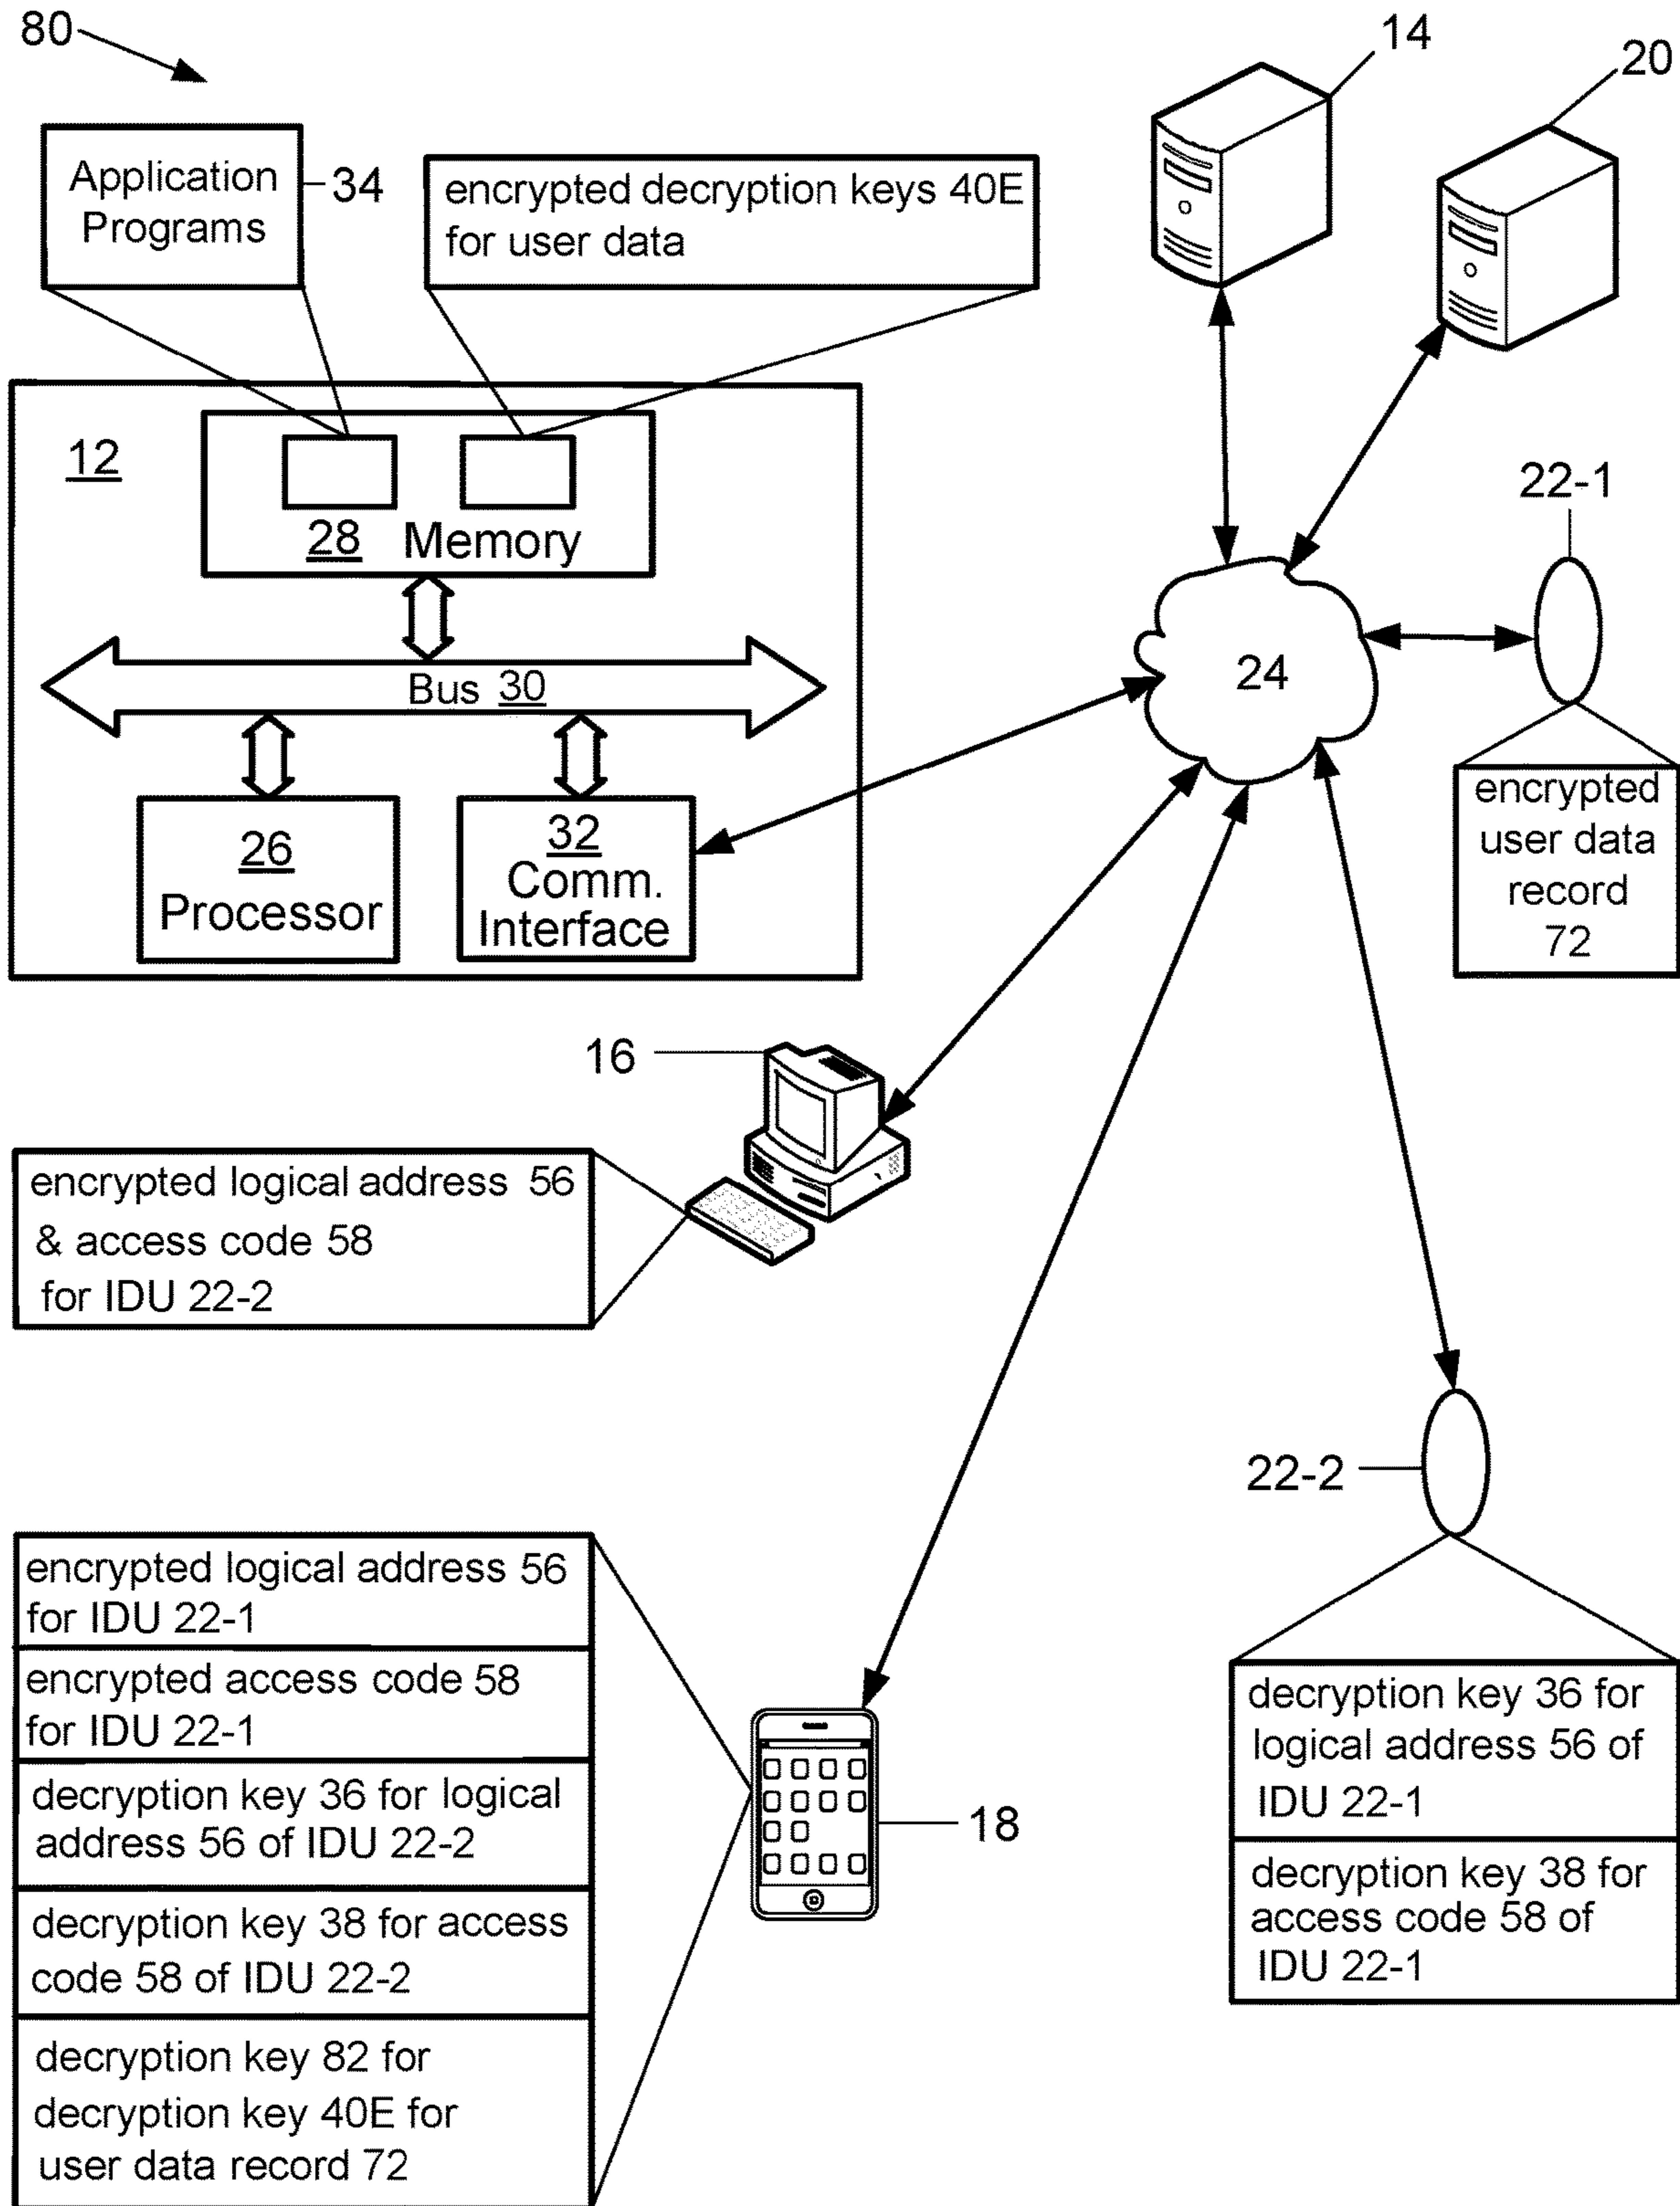 80
14
20
Application
Programs
34
encrypted decryption keys 40E
for user data
12
28 Memory
Bus 30
26
Processor
32
Comm.
Interface
24
22-1
encrypted
user data
record
72
16
encrypted logical address 56
& access code 58
for IDU 22-2
22-2
encrypted logical address 56
for IDU 22-1
encrypted access code 58
for IDU 22-1
decryption key 36 for logical
address 56 of IDU 22-2
decryption key 38 for access
code 58 of IDU 22-2
decryption key 82 for
decryption key 40E for
user data record 72
18
decryption key 36 for
logical address 56 of
IDU 22-1
decryption key 38 for
access code 58 of
IDU 22-1